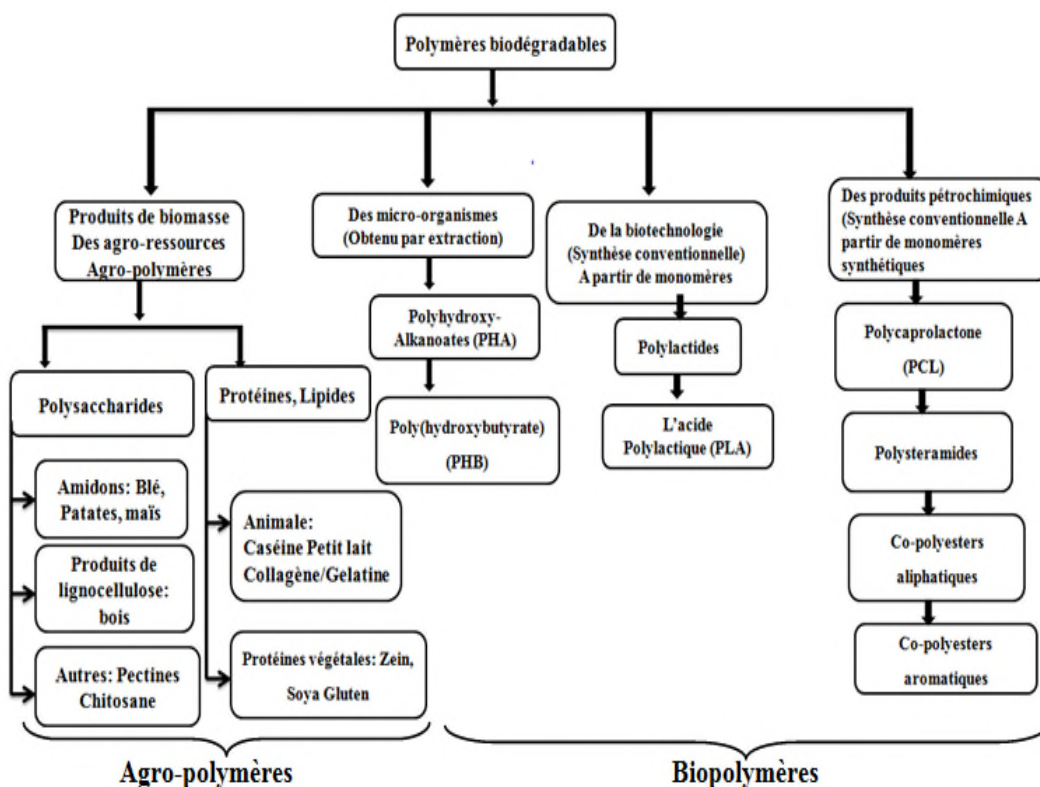 Polymères biodégradables
Produits de biomasse
Des agro-ressources
Agro-polymères
Des micro-organismes
(Obtenu par extraction)
De la biotechnologie
(Synthèse conventionnelle)
A partir de monomères
Des produits pétrochimiques
(Synthèse conventionnelle A
partir de monomères
synthétiques
Polysaccharides
Protéines, Lipides
Polyhydroxy-
Alkanoates (PHA)
Polylactides
Polycaprolactone
(PCL)
Amidons: Blé,
Patates, maïs
Produits de
lignocellulose:
bois
Autres: Pectines
Chitosane
Animale:
Caséine Petit lait
Collagène/Gelatine
Protéines végétales: Zein,
Soya Gluten
Poly(hydroxybutyrate)
(PHB)
L'acide
Polylactique (PLA)
Polysteramides
Co-polyesters
aliphatiques
Co-polyesters
aromatiques
Agro-polymères
Biopolymères